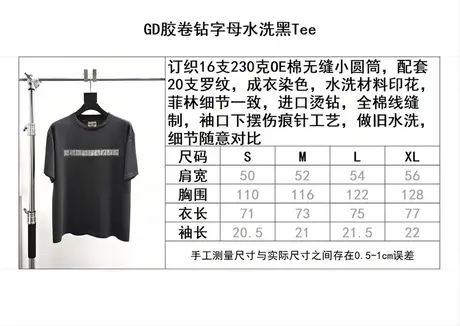 GD胶卷钻字母水洗黑Tee
订织16支230克OE棉无缝小圆筒，配套
20支罗纹，成衣染色，水洗材料印花，
菲林细节一致，进口烫钻，全棉线缝
制，袖口下摆伤痕针工艺，做旧水洗，
细节随意对比
尺码 S M L XL
肩宽 50 52 54 56
胸围 110 116 122 128
衣长 71 73 75 77
袖长 20.5 21 21.5 22
手工测量尺寸与实际尺寸之间存在0.5-1cm误差